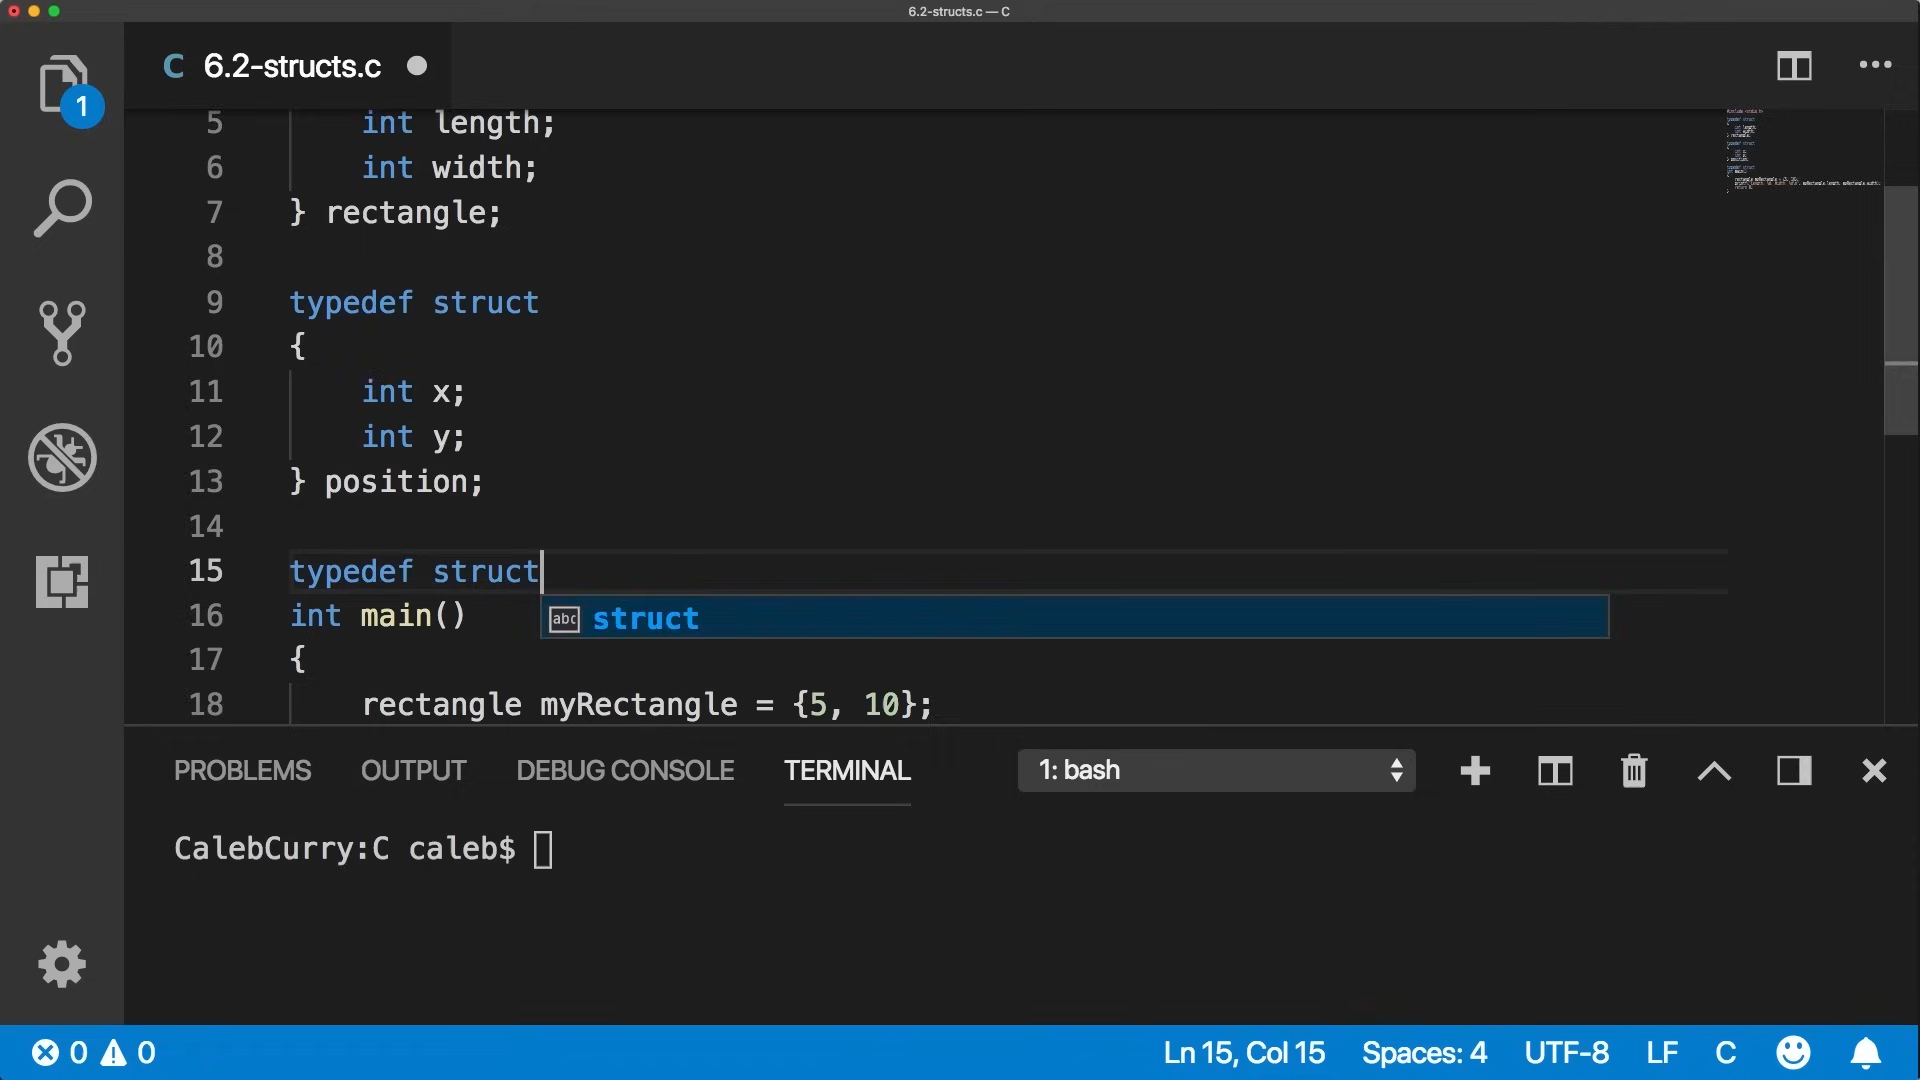 6.2-structs.c — C
C 6.2-structs.c
1
5 int length;
6 int width;
7 } rectangle;
8
9 typedef struct
10 {
11 int x;
12 int y;
13 } position;
14
15 typedef struct
abc struct
16 int main()
17 {
18 rectangle myRectangle = {5, 10};
PROBLEMS OUTPUT DEBUG CONSOLE TERMINAL 1: bash
CalebCurry:C caleb$
0 0 Ln 15, Col 15 Spaces: 4 UTF-8 LF C